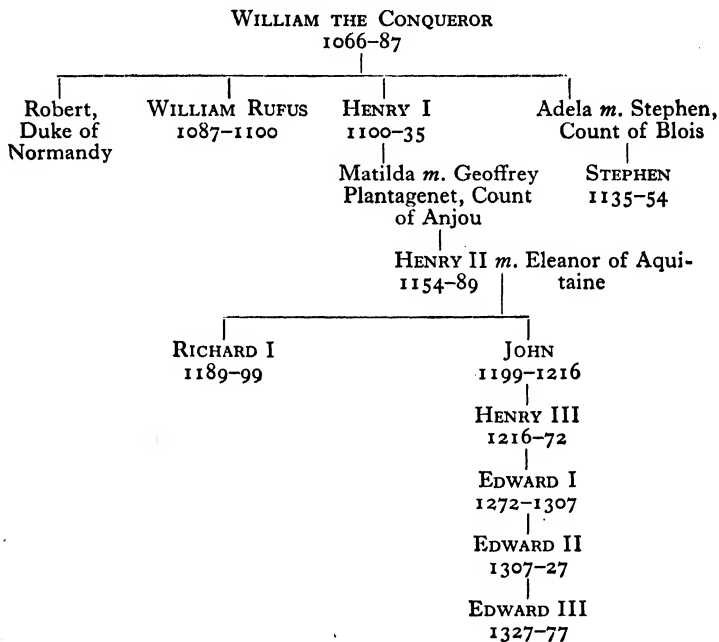 WILLIAM THE CONQUEROR
1066–87
Robert,
Duke of
Normandy
WILLIAM RUFUS
1087–1100
HENRY I
1100–35
Adela m. Stephen,
Count of Blois
Matilda m. Geoffrey
Plantagenet, Count
of Anjou
STEPHEN
1135–54
HENRY II m. Eleanor of Aqui-
1154–89 taine
RICHARD I
1189–99
JOHN
1199–1216
HENRY III
1216–72
EDWARD I
1272–1307
EDWARD II
1307–27
EDWARD III
1327–77